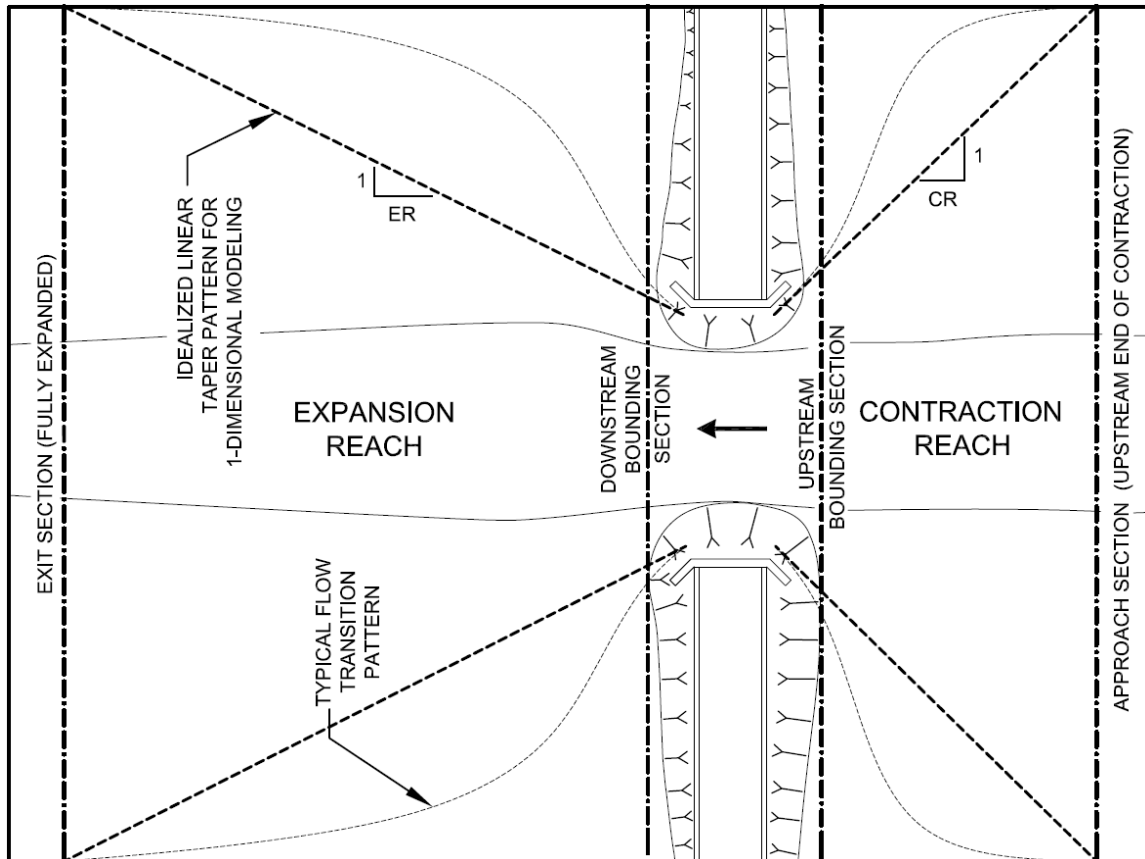 EXIT SECTION (FULLY EXPANDED)
IDEALIZED LINEAR
TAPER PATTERN FOR
1-DIMENSIONAL MODELING
1
ER
EXPANSION
REACH
TYPICAL FLOW
TRANSITION
PATTERN
DOWNSTREAM
BOUNDING
SECTION
UPSTREAM
BOUNDING SECTION
1
CR
CONTRACTION
REACH
APPROACH SECTION (UPSTREAM END OF CONTRACTION)